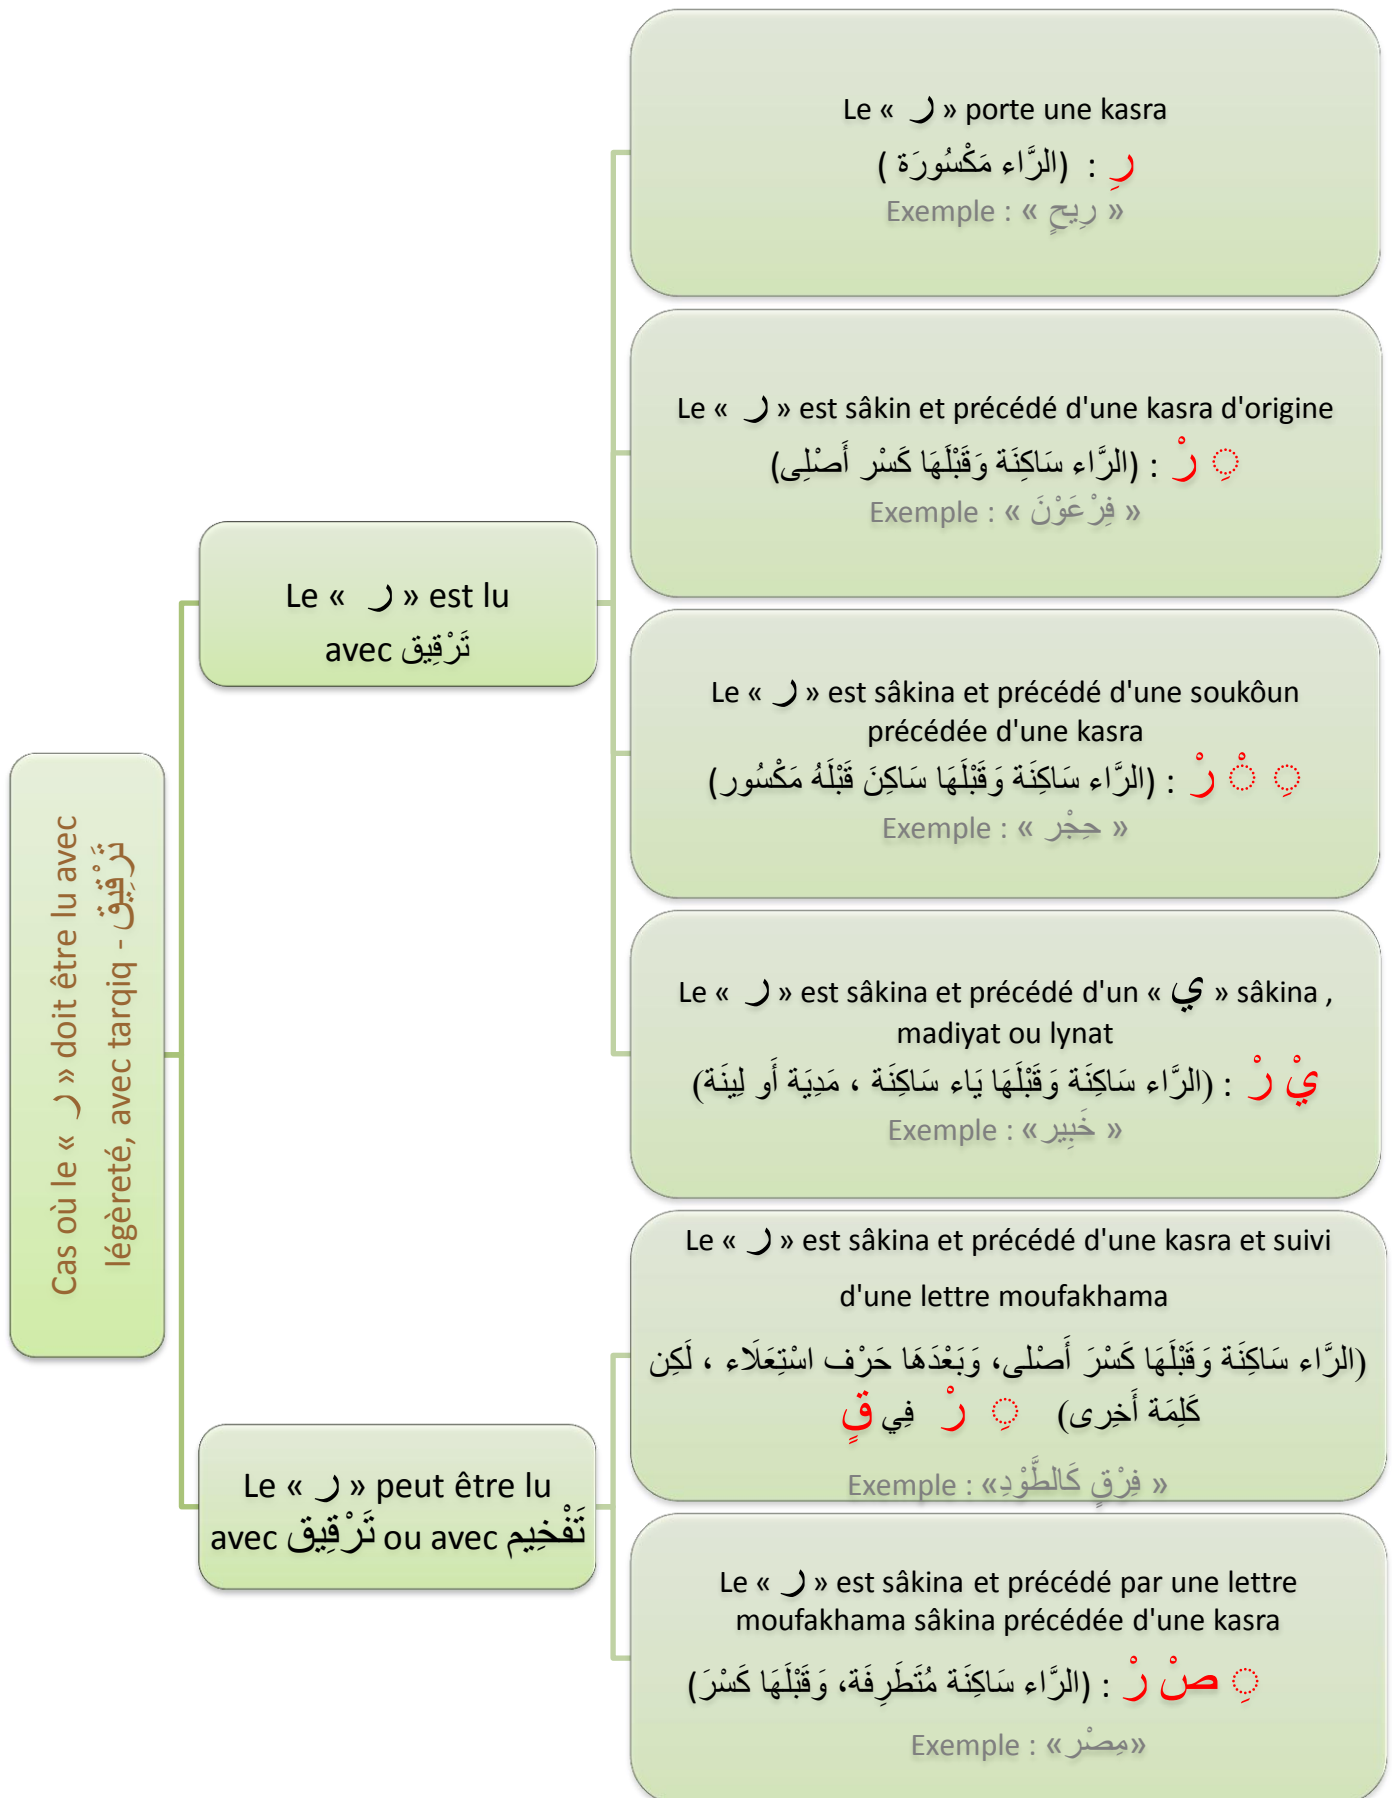 Cas où le « ر » doit être lu avec
légèreté, avec tarqiq - تَرْقِيق
Le « ر » est lu
avec تَرْقِيق
Le « ر » porte une kasra
رِ : (الرَّاء مَكْسُورَة )
Exemple : « رِيحٍ »
Le « ر » est sâkin et précédé d'une kasra d'origine
ِ رْ : (الرَّاء سَاكِنَة وَقَبْلَهَا كَسْر أَصْلِى)
Exemple : « فِرْعَوْنَ »
Le « ر » est sâkina et précédé d'une soukôun
précédée d'une kasra
ِ ْ رْ : (الرَّاء سَاكِنَة وَقَبْلَهَا سَاكِنَ قَبْلَهُ مَكْسُور)
Exemple : « حِجْر »
Le « ر » est sâkina et précédé d'un « ي » sâkina ,
madiyat ou lynat
يْ رْ : (الرَّاء سَاكِنَة وَقَبْلَهَا يَاء سَاكِنَة ، مَدِيَة أَو لِينَة)
Exemple : « خَبِير »
Le « ر » peut être lu
avec تَرْقِيق ou avec تَفْخِيم
Le « ر » est sâkina et précédé d'une kasra et suivi
d'une lettre moufakhama
(الرَّاء سَاكِنَة وَقَبْلَهَا كَسْرَ أَصْلى، وَبَعْدَهَا حَرْف اسْتِعَلَاء ، لَكِن
كَلِمَة أَخِرى) ِ رْ فِي قٍ
Exemple : « فِرْقٍ كَالطَّوْدِ »
Le « ر » est sâkina et précédé par une lettre
moufakhama sâkina précédée d'une kasra
ِ صْ رْ : (الرَّاء سَاكِنَة مُتَطَرِفَة، وَقَبْلَهَا كَسْرَ)
Exemple : « مِصْر »